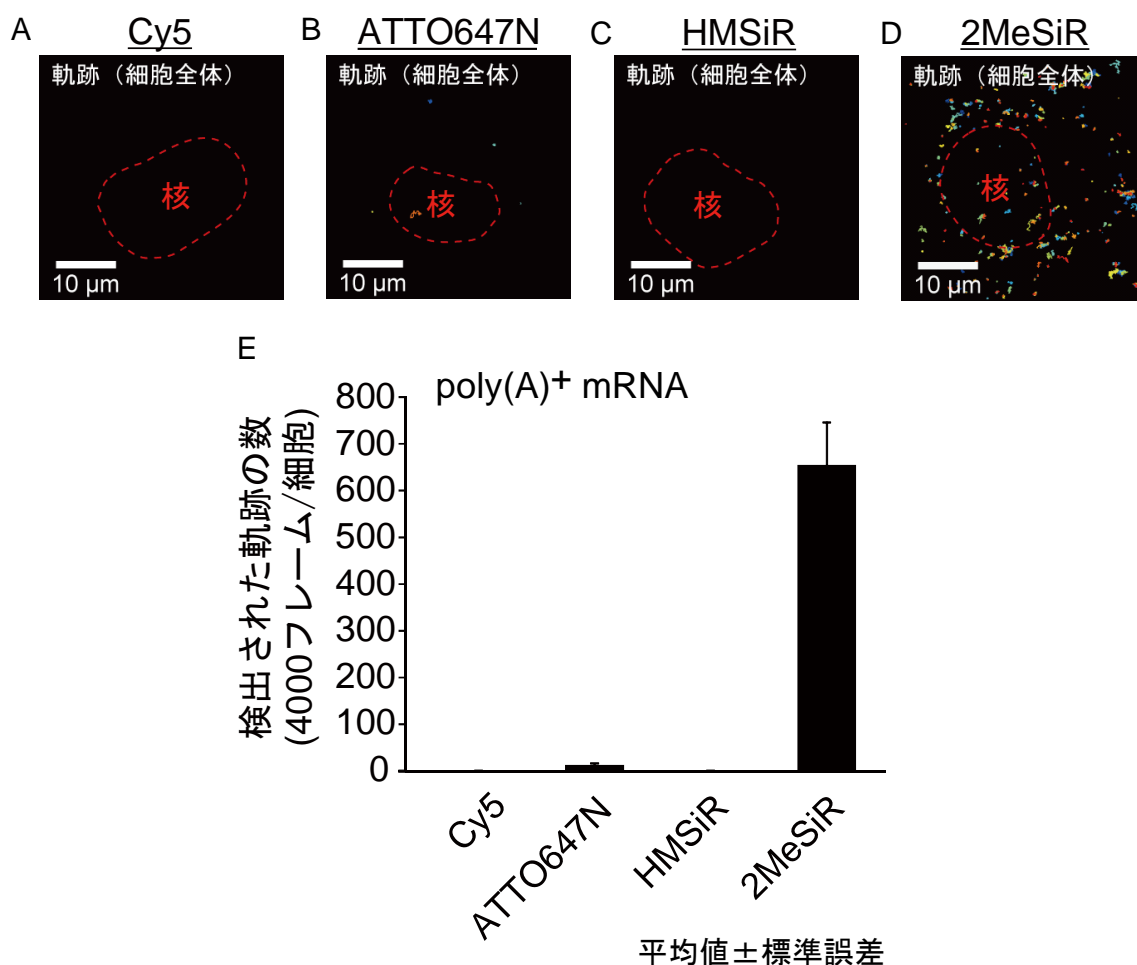 A
Cy5
軌跡（細胞全体）
核
10 μm
B
ATTO647N
軌跡（細胞全体）
核
10 μm
C
HMSiR
軌跡（細胞全体）
核
10 μm
D
2MeSiR
軌跡（細胞全体）
核
10 μm
E
poly(A)+ mRNA
検出された軌跡の数
(4000フレーム/細胞)
800
700
600
500
400
300
200
100
0
Cy5
ATTO647N
HMSiR
2MeSiR
平均値±標準誤差